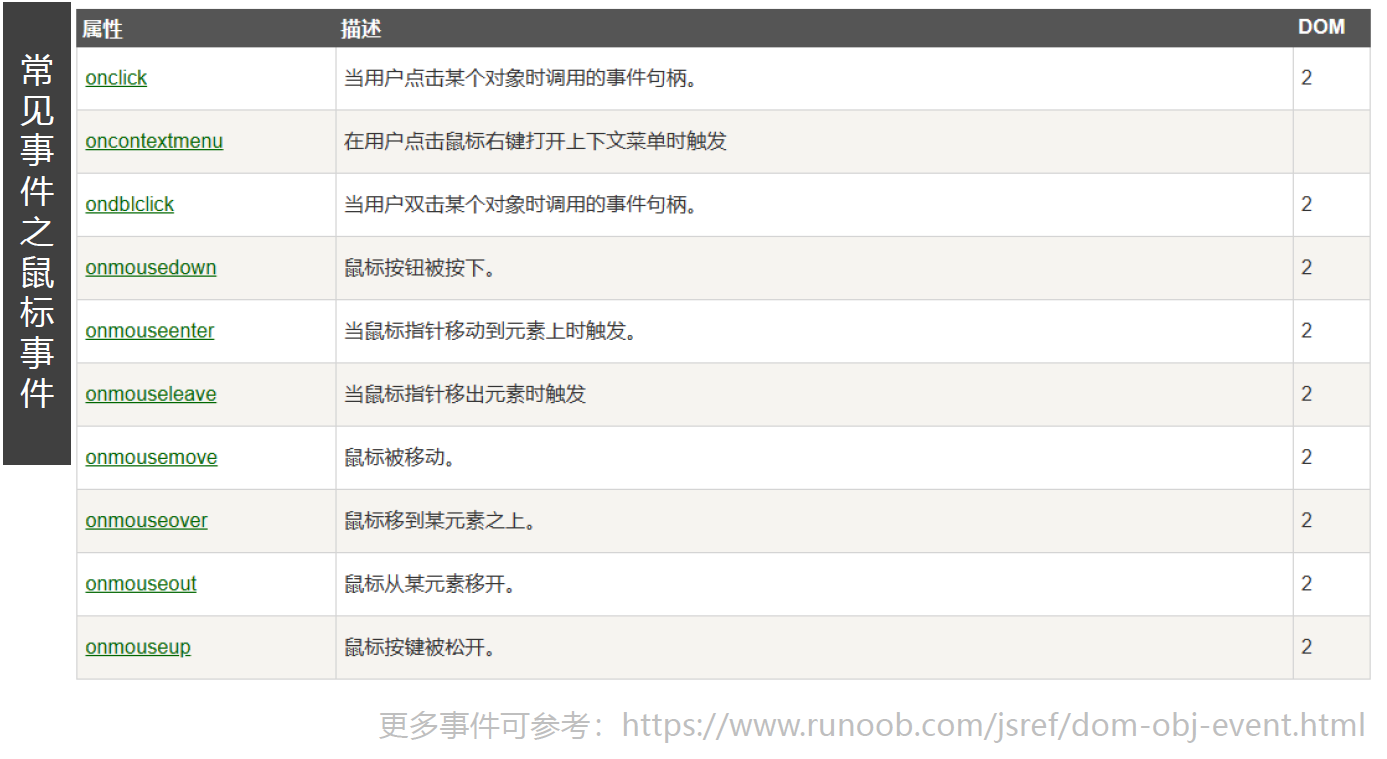 常见事件之鼠标事件
属性 描述 DOM
onclick 当用户点击某个对象时调用的事件句柄。 2
oncontextmenu 在用户点击鼠标右键打开上下文菜单时触发
ondblclick 当用户双击某个对象时调用的事件句柄。 2
onmousedown 鼠标按钮被按下。 2
onmouseenter 当鼠标指针移动到元素上时触发。 2
onmouseleave 当鼠标指针移出元素时触发 2
onmousemove 鼠标被移动。 2
onmouseover 鼠标移到某元素之上。 2
onmouseout 鼠标从某元素移开。 2
onmouseup 鼠标按键被松开。 2
更多事件可参考：https://www.runoob.com/jsref/dom-obj-event.html